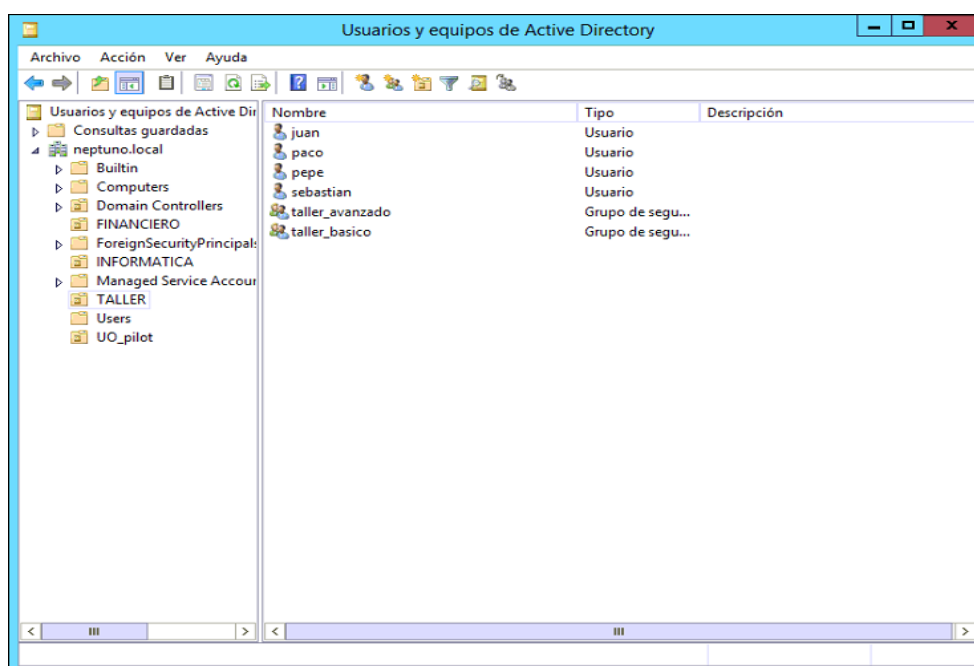 Usuarios y equipos de Active Directory
Archivo Acción Ver Ayuda
Usuarios y equipos de Active Dir
Consultas guardadas
neptuno.local
Builtin
Computers
Domain Controllers
FINANCIERO
ForeignSecurityPrincipals
INFORMATICA
Managed Service Accour
TALLER
Users
UO_pilot
Nombre Tipo Descripción
juan Usuario
paco Usuario
pepe Usuario
sebastian Usuario
taller_avanzado Grupo de segu...
taller_basico Grupo de segu...